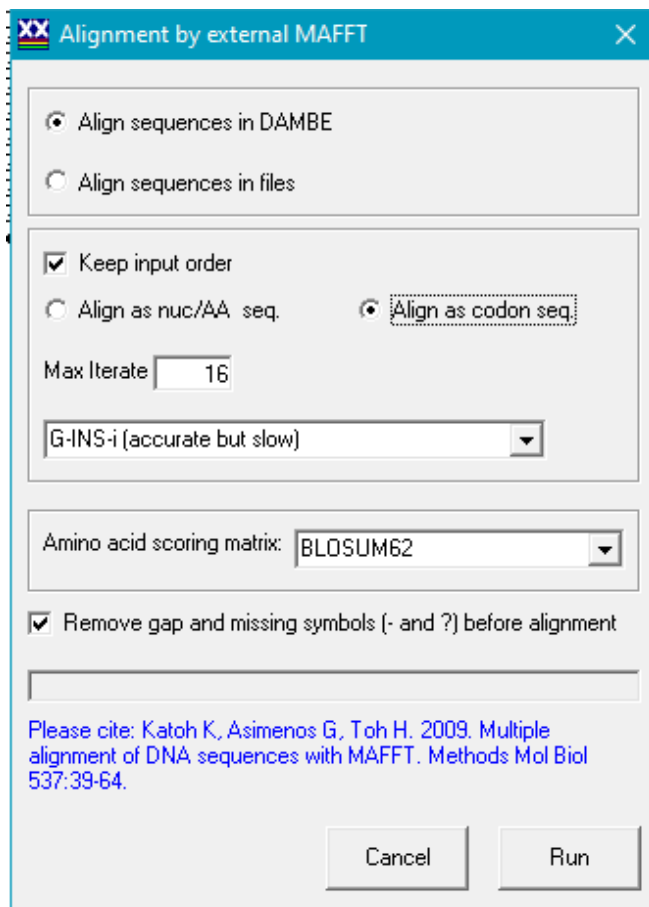 XX Alignment by external MAFFT
Align sequences in DAMBE
Align sequences in files
Keep input order
Align as nuc/AA seq. Align as codon seq.
Max Iterate 16
G-INS-i (accurate but slow)
Amino acid scoring matrix: BLOSUM62
Remove gap and missing symbols (- and ?) before alignment
Please cite: Katoh K, Asimenos G, Toh H. 2009. Multiple
alignment of DNA sequences with MAFFT. Methods Mol Biol
537:39-64.
Cancel Run